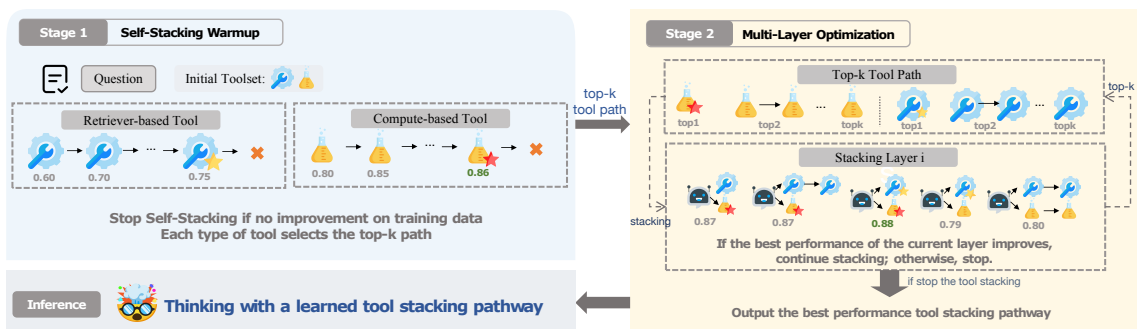 Stage 1
Self-Stacking Warmup
Question
Initial Toolset:
Retriever-based Tool
...
0.60
0.70
0.75
Compute-based Tool
...
0.80
0.85
0.86
Stop Self-Stacking if no improvement on training data
Each type of tool selects the top-k path
top-k
tool path
Stage 2
Multi-Layer Optimization
Top-k Tool Path
...
...
top1
top2
topk
top1
top2
topk
top-k
Stacking Layer i
stacking
0.87
0.87
0.88
0.79
0.80
If the best performance of the current layer improves,
continue stacking; otherwise, stop.
if stop the tool stacking
Output the best performance tool stacking pathway
Inference
Thinking with a learned tool stacking pathway